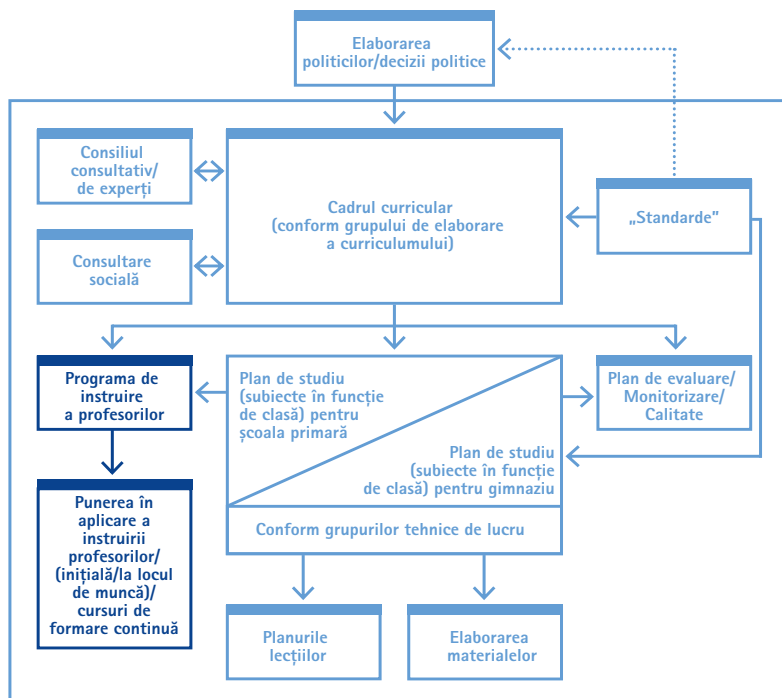 Elaborarea
politicilor/decizii politice
Consiliul
consultativ/
de experți
Cadrul curricular
(conform grupului de elaborare
a curriculumului)
„Standarde”
Consultare
socială
Programa de
instruire
a profesorilor
Plan de studiu
(subiecte în funcție
de clasă) pentru
școala primară
Plan de studiu
(subiecte în funcție
de clasă) pentru gimnaziu
Plan de evaluare/
Monitorizare/
Calitate
Punerea în
aplicare a
instruirii
profesorilor/
(inițială/la locul
de muncă)/
cursuri de
formare continuă
Conform grupurilor tehnice de lucru
Planurile
lecțiilor
Elaborarea
materialelor